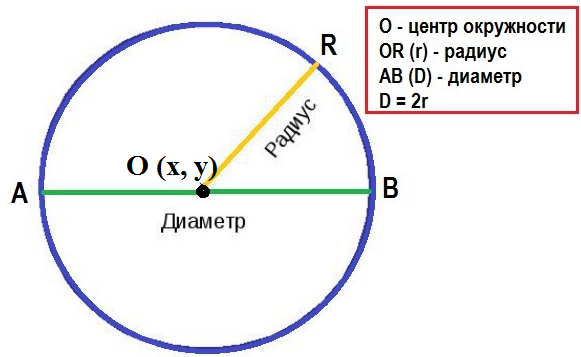 R
O - центр окружности
OR (r) - радиус
AB (D) - диаметр
D = 2r
Радиус
O (x, y)
A
B
Диаметр